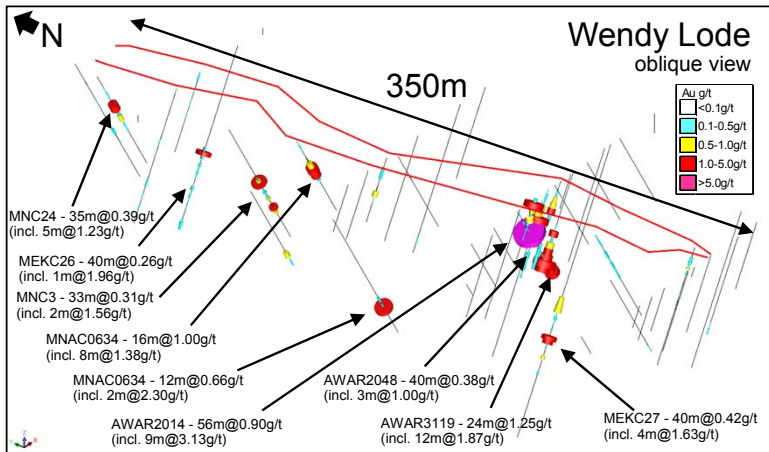 N
Wendy Lode
oblique view
350m
Au g/t
<0.1g/t
0.1-0.5g/t
0.5-1.0g/t
1.0-5.0g/t
>5.0g/t
MNC24 - 35m@0.39g/t
(incl. 5m@1.23g/t)
MEKC26 - 40m@0.26g/t
(incl. 1m@1.96g/t)
MNC3 - 33m@0.31g/t
(incl. 2m@1.56g/t)
MNAC0634 - 16m@1.00g/t
(incl. 8m@1.38g/t)
MNAC0634 - 12m@0.66g/t
(incl. 2m@2.30g/t)
AWAR2014 - 56m@0.90g/t
(incl. 9m@3.13g/t)
AWAR2048 - 40m@0.38g/t
(incl. 3m@1.00g/t)
AWAR3119 - 24m@1.25g/t
(incl. 12m@1.87g/t)
MEKC27 - 40m@0.42g/t
(incl. 4m@1.63g/t)